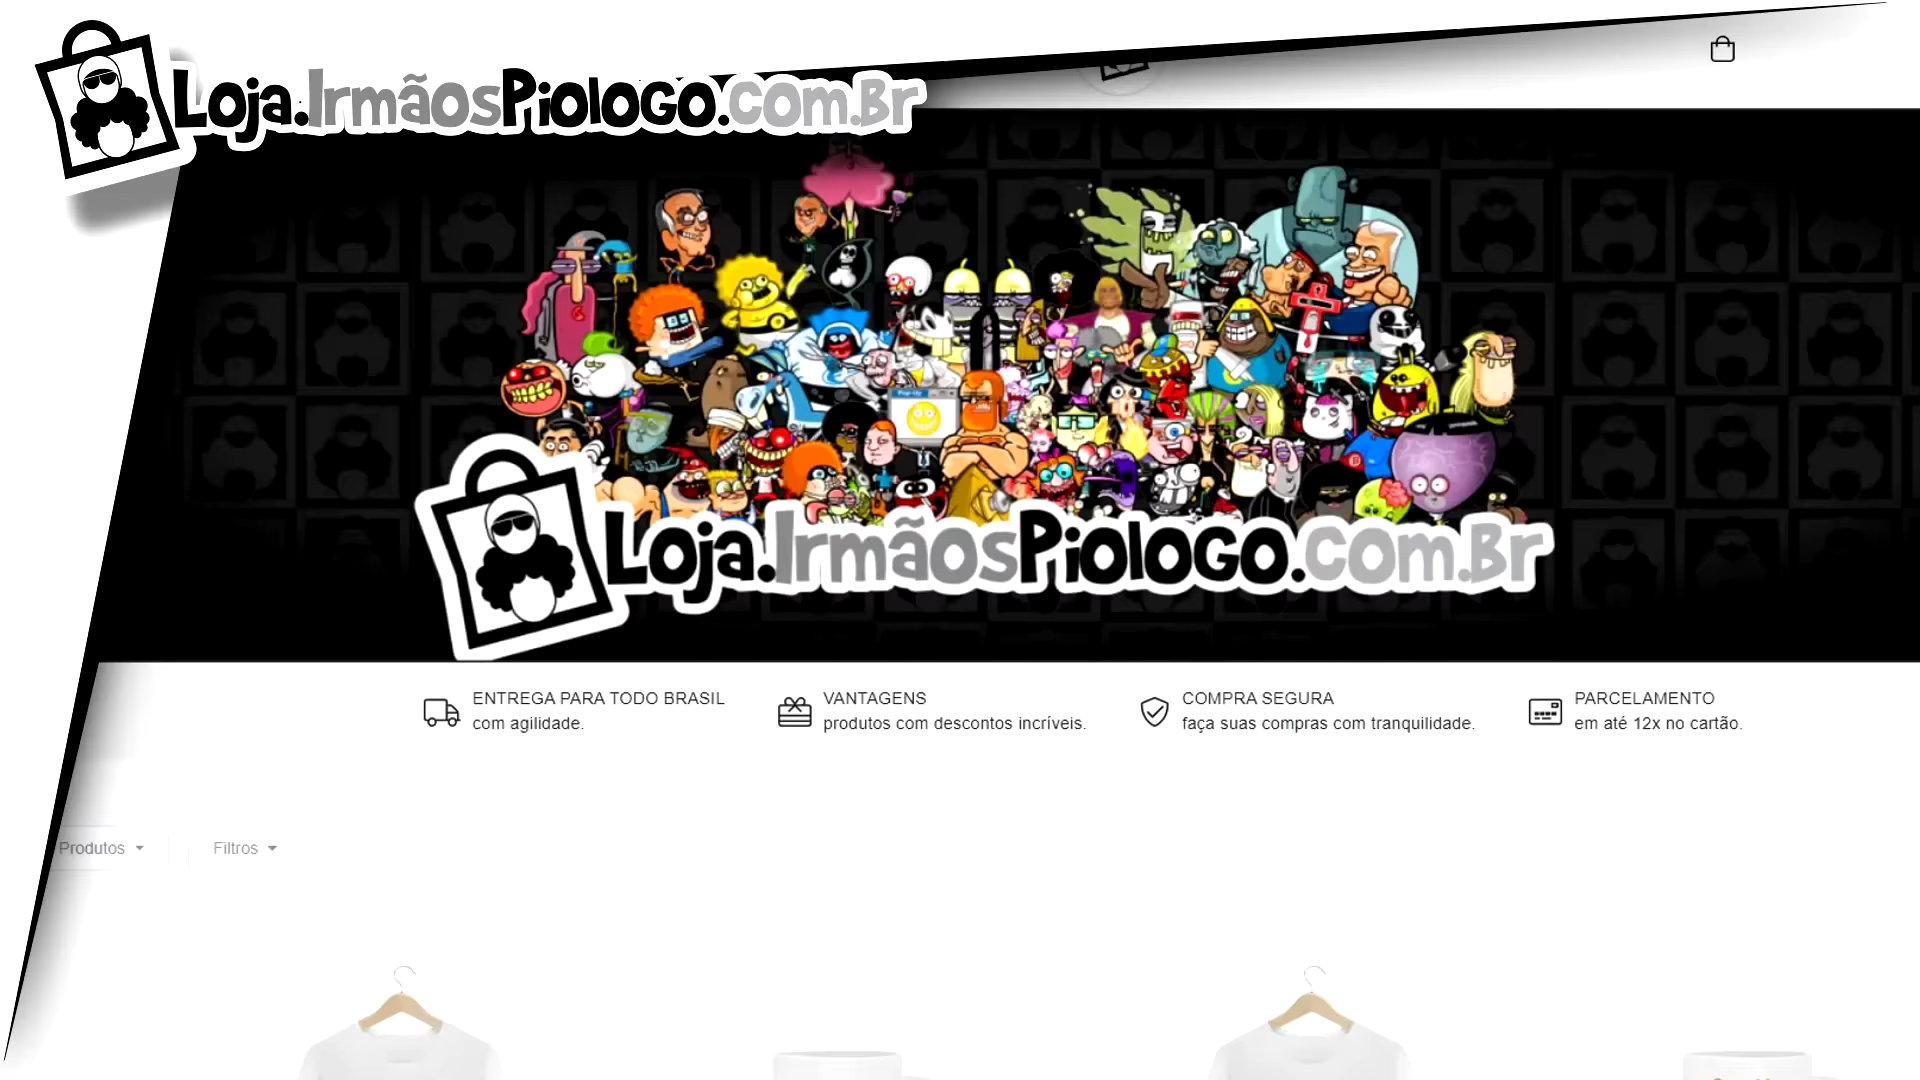 Loja.IrmãosPiologo.com.Br
Loja.IrmãosPiologo.com.Br
ENTREGA PARA TODO BRASIL
com agilidade.
VANTAGENS
produtos com descontos incríveis.
COMPRA SEGURA
faça suas compras com tranquilidade.
PARCELAMENTO
em até 12x no cartão.
Produtos
Filtros